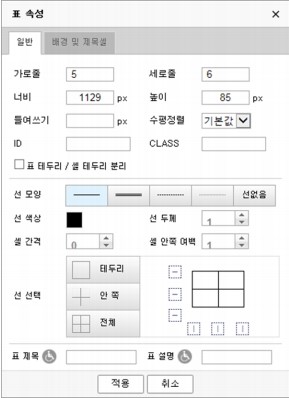 표 속성
일반 배경 및 제목셀
가로줄 5 세로줄 6
너비 1129 px 높이 85 px
들여쓰기 px 수평정렬 기본값
ID CLASS
표 테두리 / 셀 테두리 분리
선 모양 선없음
선 색상 선 두께 1
셀 간격 0 셀 안쪽 여백 1
테두리
선 선택 안 쪽
전체
표 제목 표 설명
적용 취소